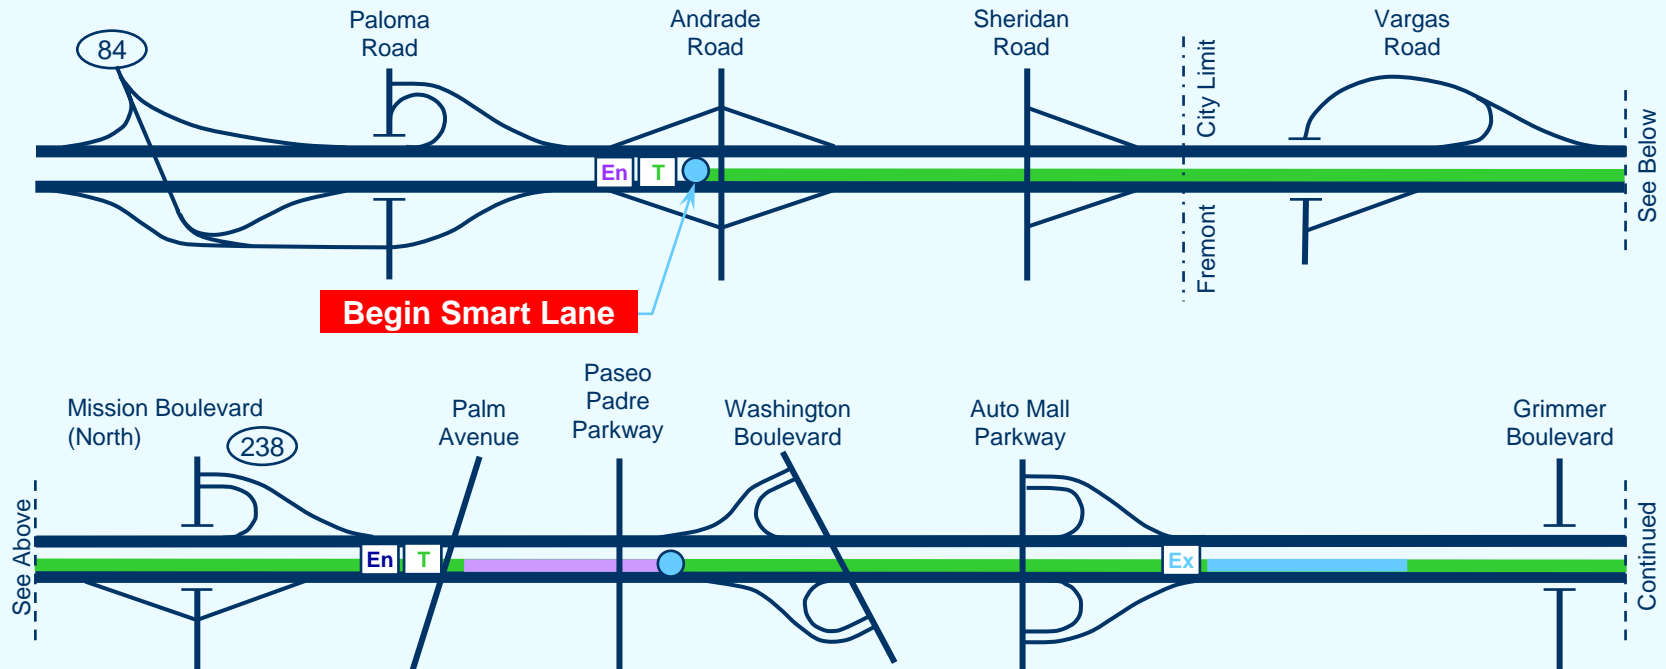 84
Paloma
Road
Andrade
Road
Sheridan
Road
City Limit
Vargas
Road
En
T
See Below
Fremont
Begin Smart Lane
Mission Boulevard
(North)
238
Palm
Avenue
Paseo
Padre
Parkway
Washington
Boulevard
Auto Mall
Parkway
Grimmer
Boulevard
See Above
En
T
Ex
Continued